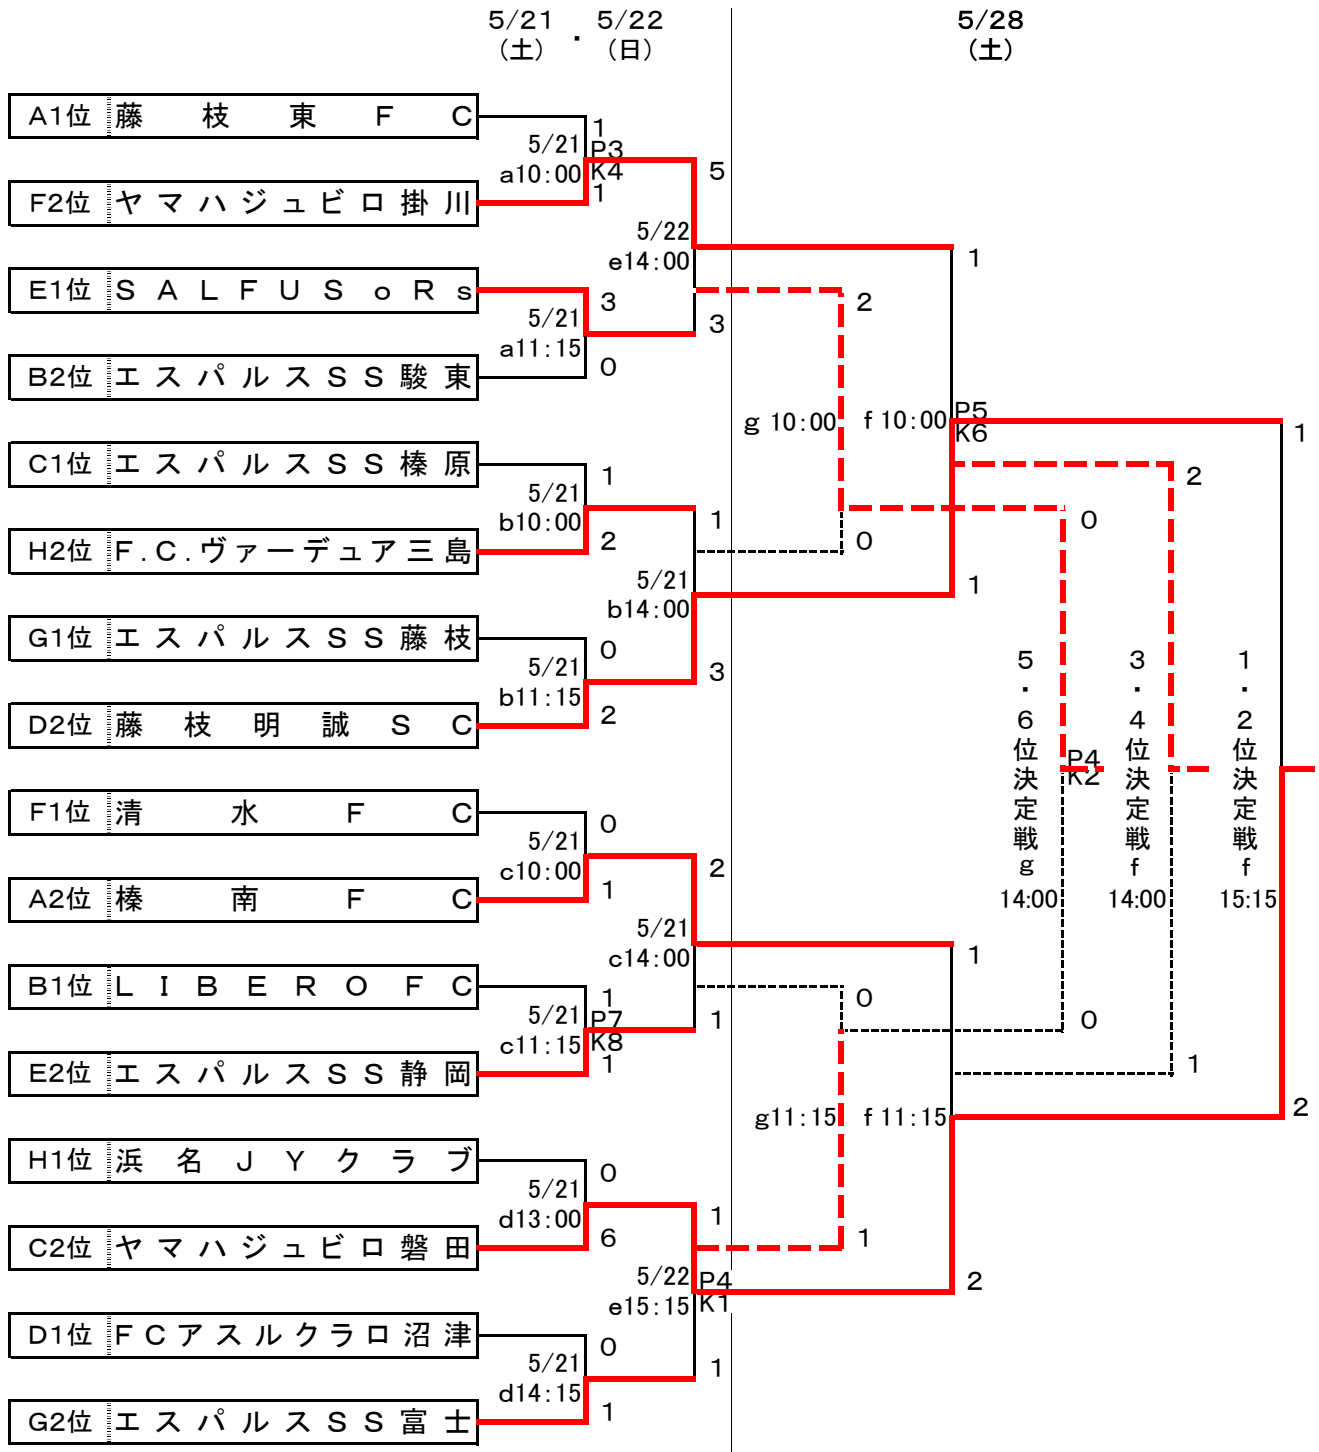 5/21 ・ 5/22
(土) (日)
5/28
(土)
A1位 藤枝東FC
F2位 ヤマハジュビロ掛川
E1位 SALFUSoRs
B2位 エスパルスSS駿東
C1位 エスパルスSS榛原
H2位 F.C.ヴァーデュア三島
G1位 エスパルスSS藤枝
D2位 藤枝明誠SC
F1位 清水FC
A2位 榛南FC
B1位 LIBEROFC
E2位 エスパルスSS静岡
H1位 浜名JYクラブ
C2位 ヤマハジュビロ磐田
D1位 FCアスルクラロ沼津
G2位 エスパルスSS富士
5/21
a10:00
1
P3
K4
1
5/21
a11:15
3
0
5/21
b10:00
1
2
5/21
b11:15
0
2
5/21
c10:00
0
1
5/21
c11:15
1
P7
K8
1
5/21
d13:00
0
6
5/21
d14:15
0
1
5/22
e14:00
5
3
5/21
b14:00
1
3
5/21
c14:00
2
1
5/22
e15:15
1
P4
K1
1
g 10:00
2
0
g11:15
0
1
f 10:00
1
P5
K6
1
f 11:15
1
2
5・6位決定戦g
14:00
0
P4
K2
0
3・4位決定戦f
14:00
2
1
1・2位決定戦f
15:15
1
2